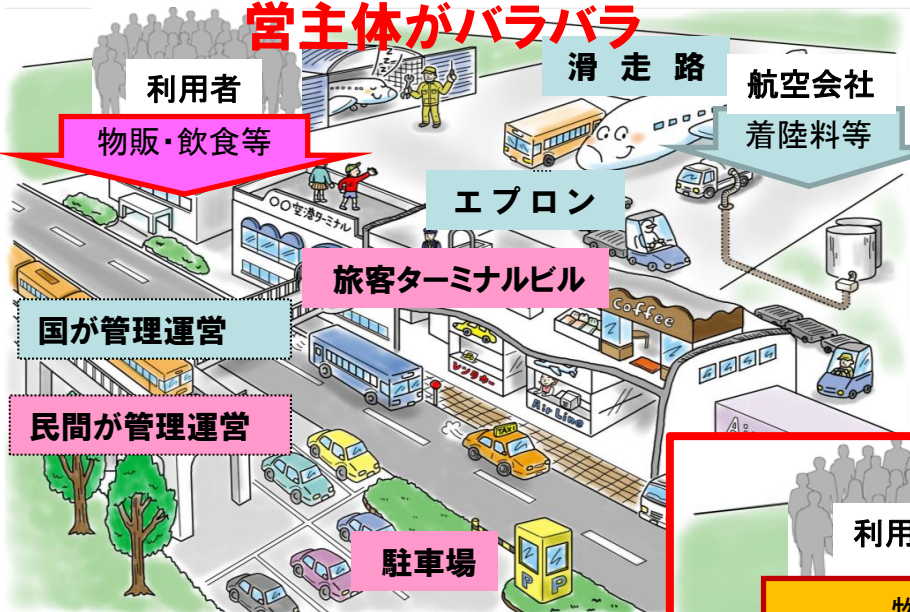 営主体がバラバラ
利用者
物販・飲食等
滑走路
航空会社
着陸料等
エプロン
○○空港ターミナル
旅客ターミナルビル
国が管理運営
民間が管理運営
Coffee
レンタカー
Air Line
TAXI
駐車場
P P
利用